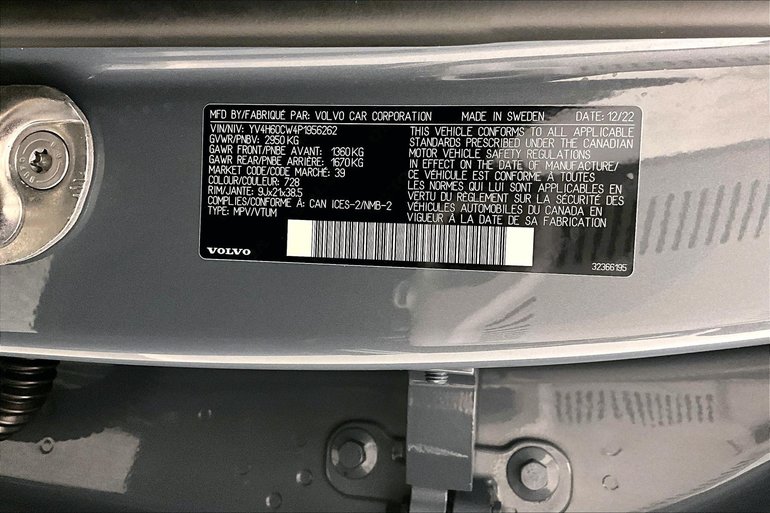 MFD BY/FABRIQUÉ PAR: VOLVO CAR CORPORATION MADE IN SWEDEN DATE: 12/22
VIN/NIV: YV4H60CW4P1956262
GVWR/PNBV: 2950 KG
GAWR FRONT/PNBE AVANT: 1360 KG
GAWR REAR/PNBE ARRIÈRE: 1670 KG
MARKET CODE/CODE MARCHÉ: 39
COLOUR/COULEUR: 728
RIM/JANTE: 9Jx21x38.5
COMPLIES/CONFORME À: CAN ICES-2/NMB-2
TYPE: MPV/VTUM
THIS VEHICLE CONFORMS TO ALL APPLICABLE
STANDARDS PRESCRIBED UNDER THE CANADIAN
MOTOR VEHICLE SAFETY REGULATIONS
IN EFFECT ON THE DATE OF MANUFACTURE/
CE VÉHICULE EST CONFORME À TOUTES
LES NORMES QUI LUI SONT APPLICABLES EN
VERTU DU RÈGLEMENT SUR LA SÉCURITÉ DES
VÉHICULES AUTOMOBILES DU CANADA EN
VIGUEUR À LA DATE DE SA FABRICATION
VOLVO
32366195